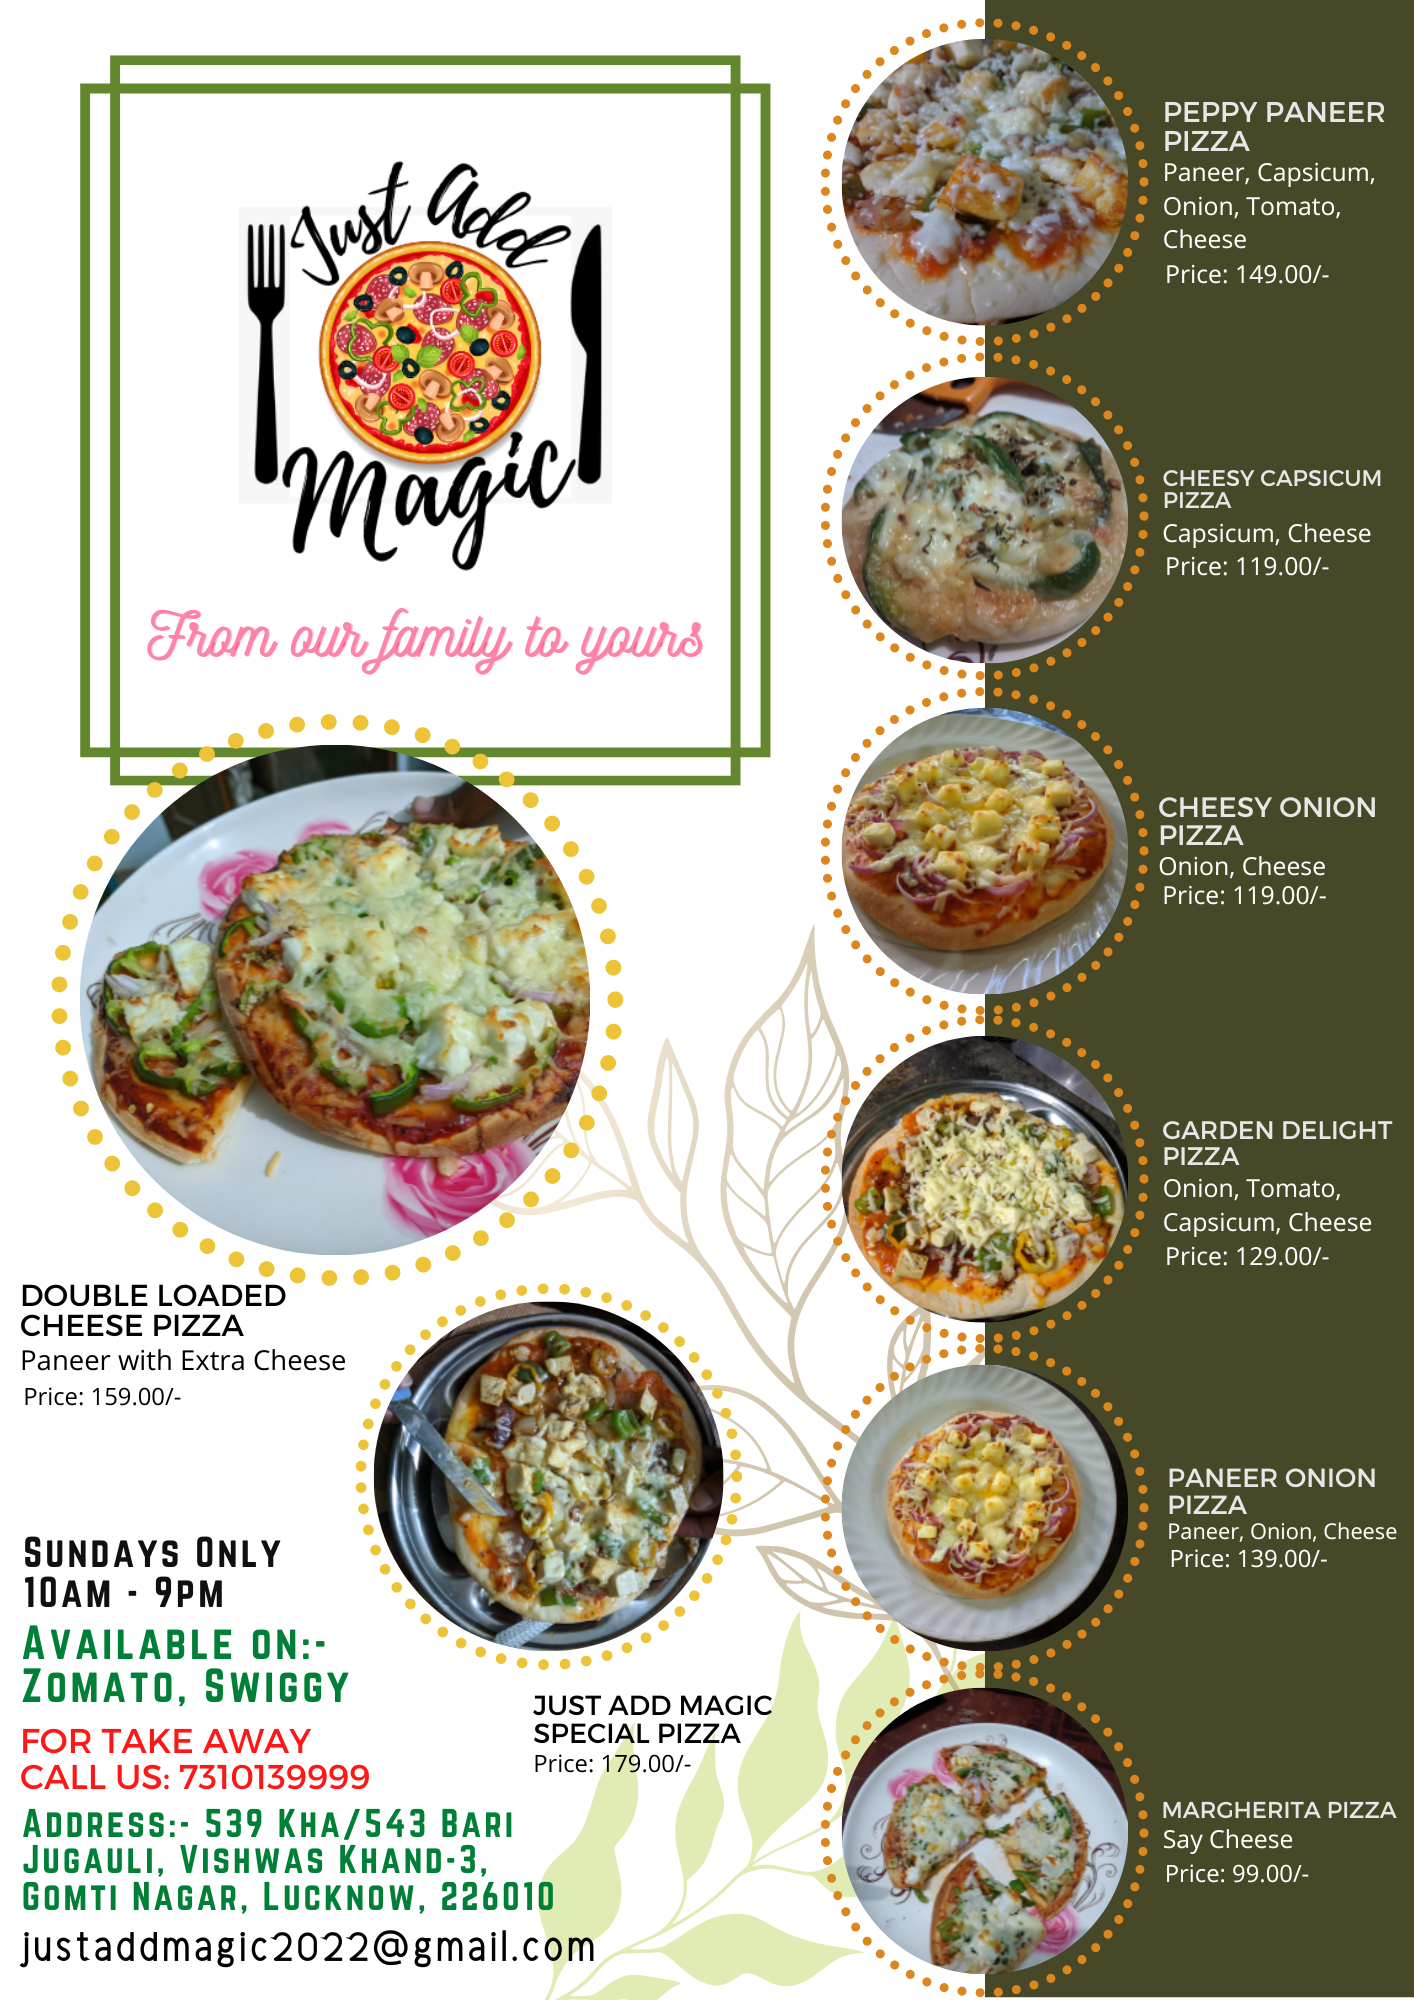 Just Add
Magic
From our family to yours
DOUBLE LOADED
CHEESE PIZZA
Paneer with Extra Cheese
Price: 159.00/-
JUST ADD MAGIC
SPECIAL PIZZA
Price: 179.00/-
SUNDAYS ONLY
10AM - 9PM
AVAILABLE ON:-
ZOMATO, SWIGGY
FOR TAKE AWAY
CALL US: 7310139999
ADDRESS:- 539 KHA/543 BARI
JUGAULI, VISHWAS KHAND-3,
GOMTI NAGAR, LUCKNOW, 226010
justaddmagic2022@gmail.com
PEPPY PANEER
PIZZA
Paneer, Capsicum,
Onion, Tomato,
Cheese
Price: 149.00/-
CHEESY CAPSICUM
PIZZA
Capsicum, Cheese
Price: 119.00/-
CHEESY ONION
PIZZA
Onion, Cheese
Price: 119.00/-
GARDEN DELIGHT
PIZZA
Onion, Tomato,
Capsicum, Cheese
Price: 129.00/-
PANEER ONION
PIZZA
Paneer, Onion, Cheese
Price: 139.00/-
MARGHERITA PIZZA
Say Cheese
Price: 99.00/-